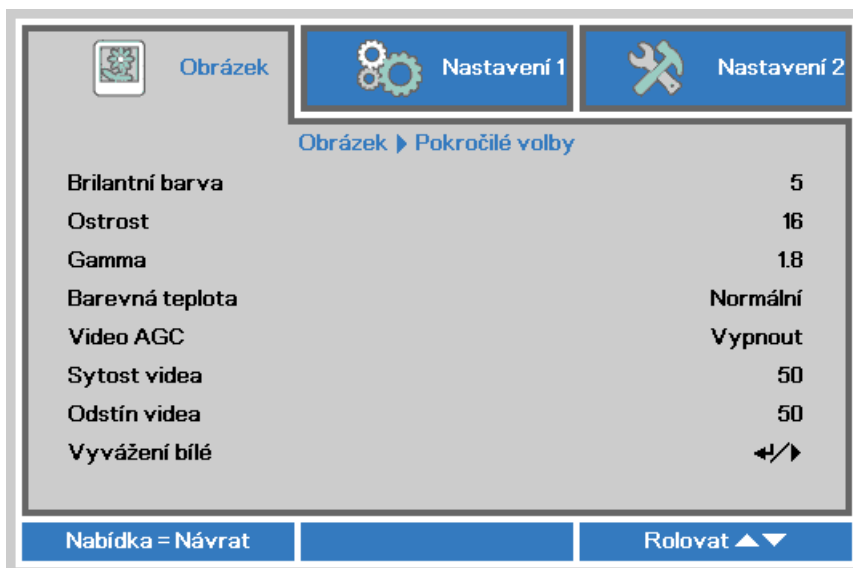 Obrázek Nastavení 1 Nastavení 2
Obrázek ▶ Pokročilé volby
Brilantní barva 5
Ostrost 16
Gamma 1.8
Barevná teplota Normální
Video AGC Vypnout
Sytost videa 50
Odstín videa 50
Vyvážení bílé ↵/▶
Nabídka = Návrat Rolovat ▲▼